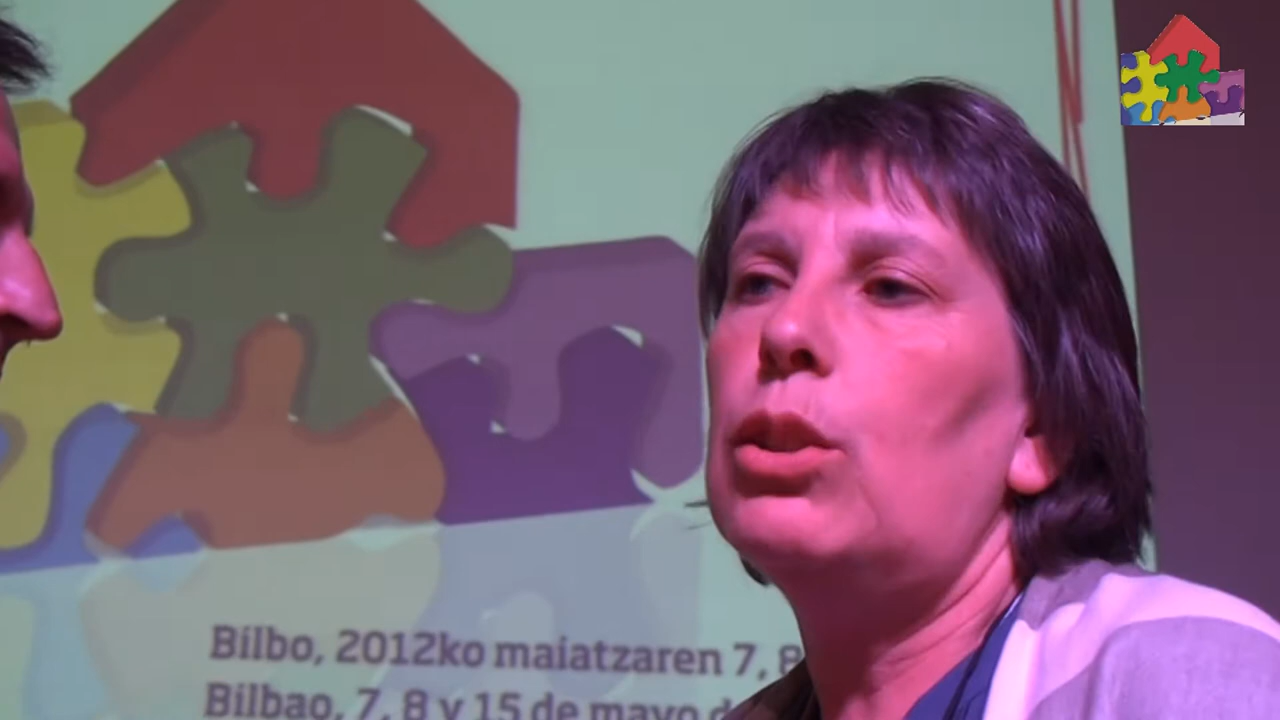 Bilbo, 2012ko maiatzaren 7, 8
Bilbao, 7, 8 y 15 de mayo d